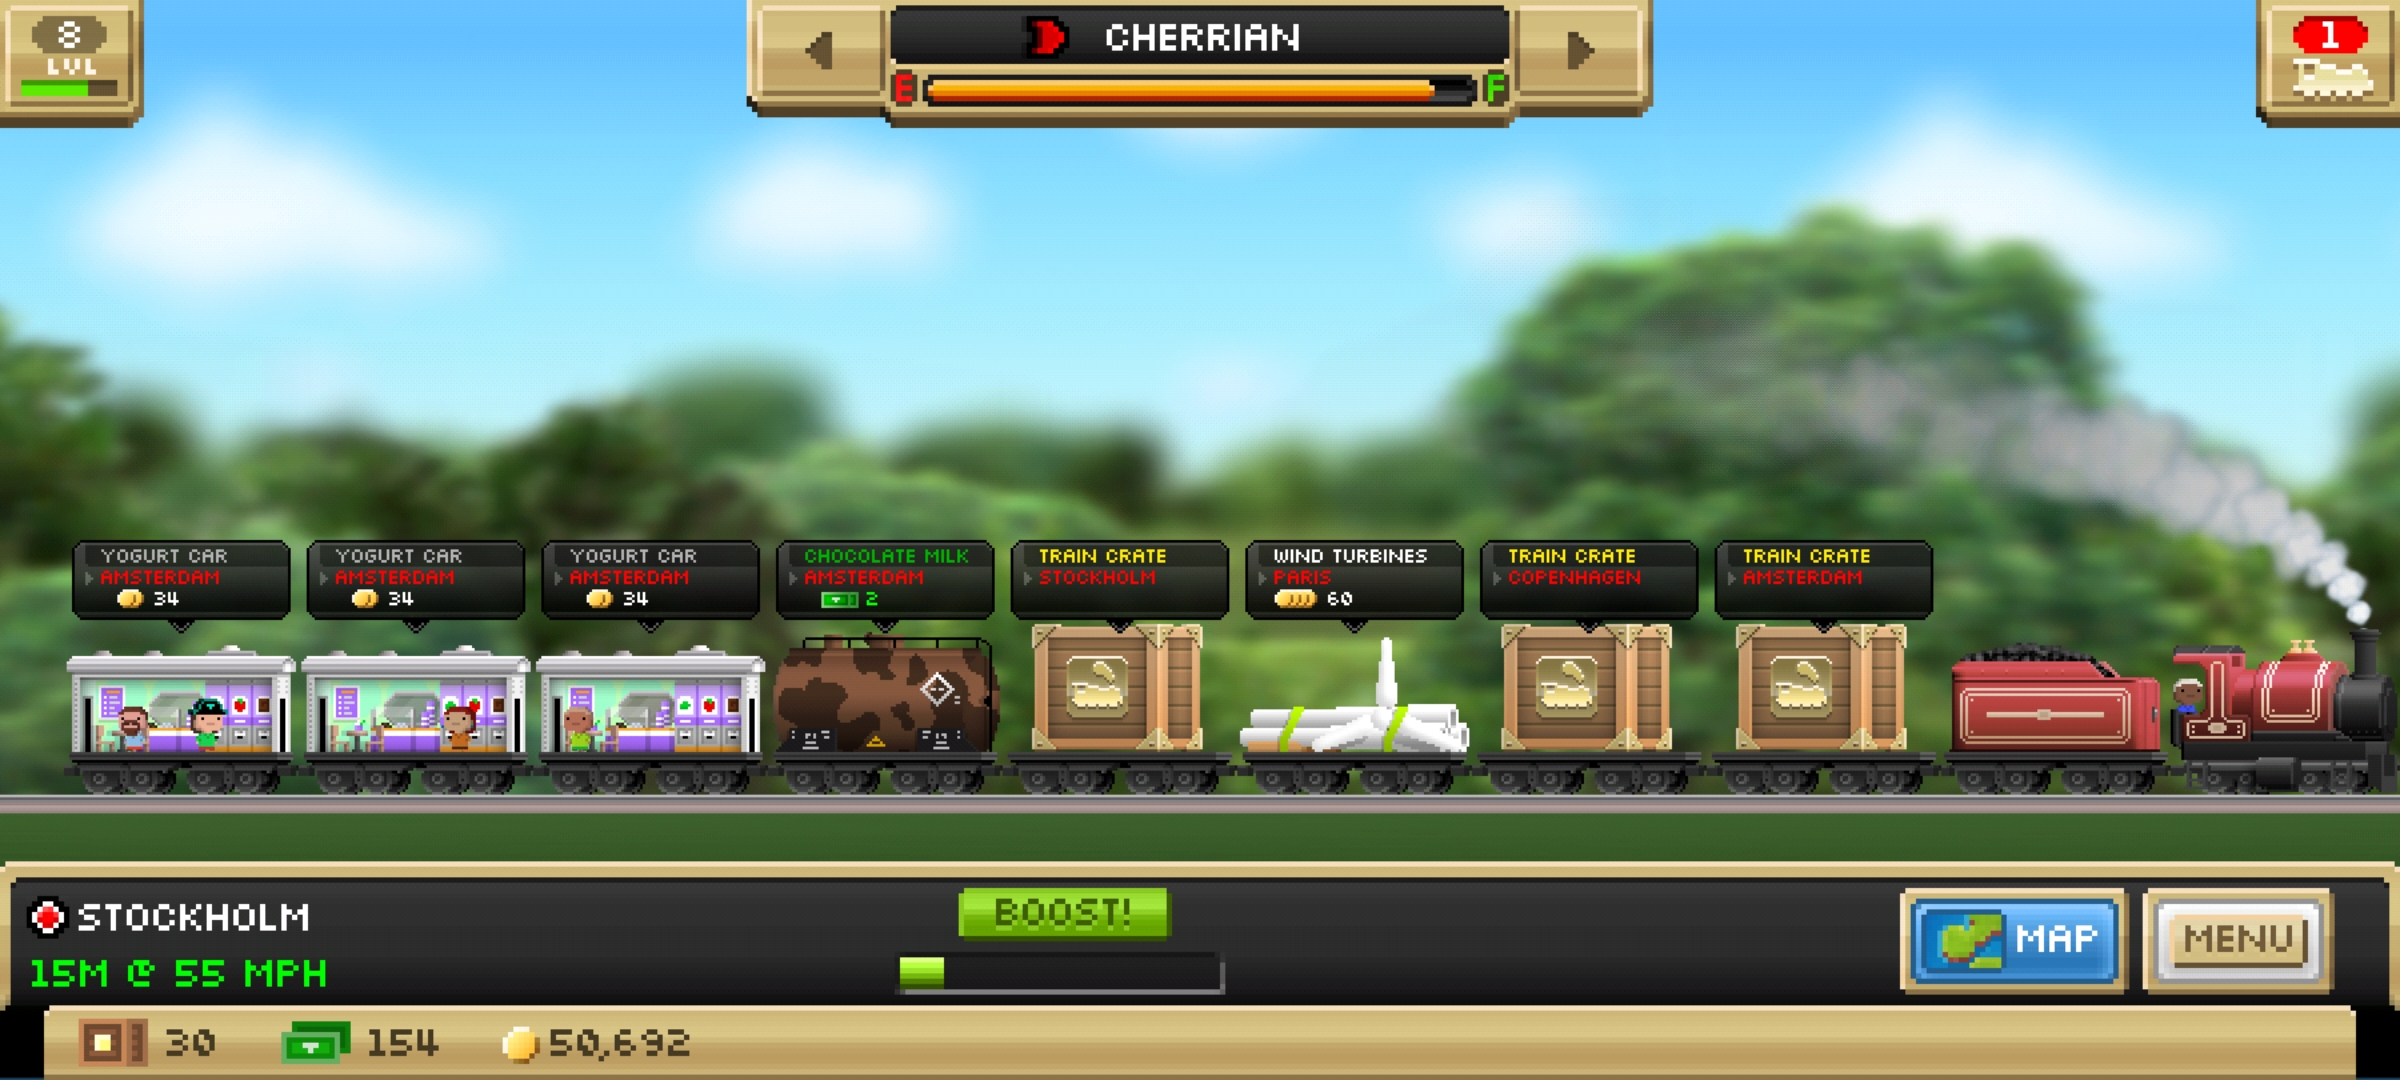 8
LVL
CHERRIAN
E
F
1
YOGURT CAR
AMSTERDAM
34
YOGURT CAR
AMSTERDAM
34
YOGURT CAR
AMSTERDAM
34
CHOCOLATE MILK
AMSTERDAM
2
TRAIN CRATE
STOCKHOLM
WIND TURBINES
PARIS
60
TRAIN CRATE
COPENHAGEN
TRAIN CRATE
AMSTERDAM
STOCKHOLM
15M @ 55 MPH
BOOST!
MAP
MENU
30
154
50,692